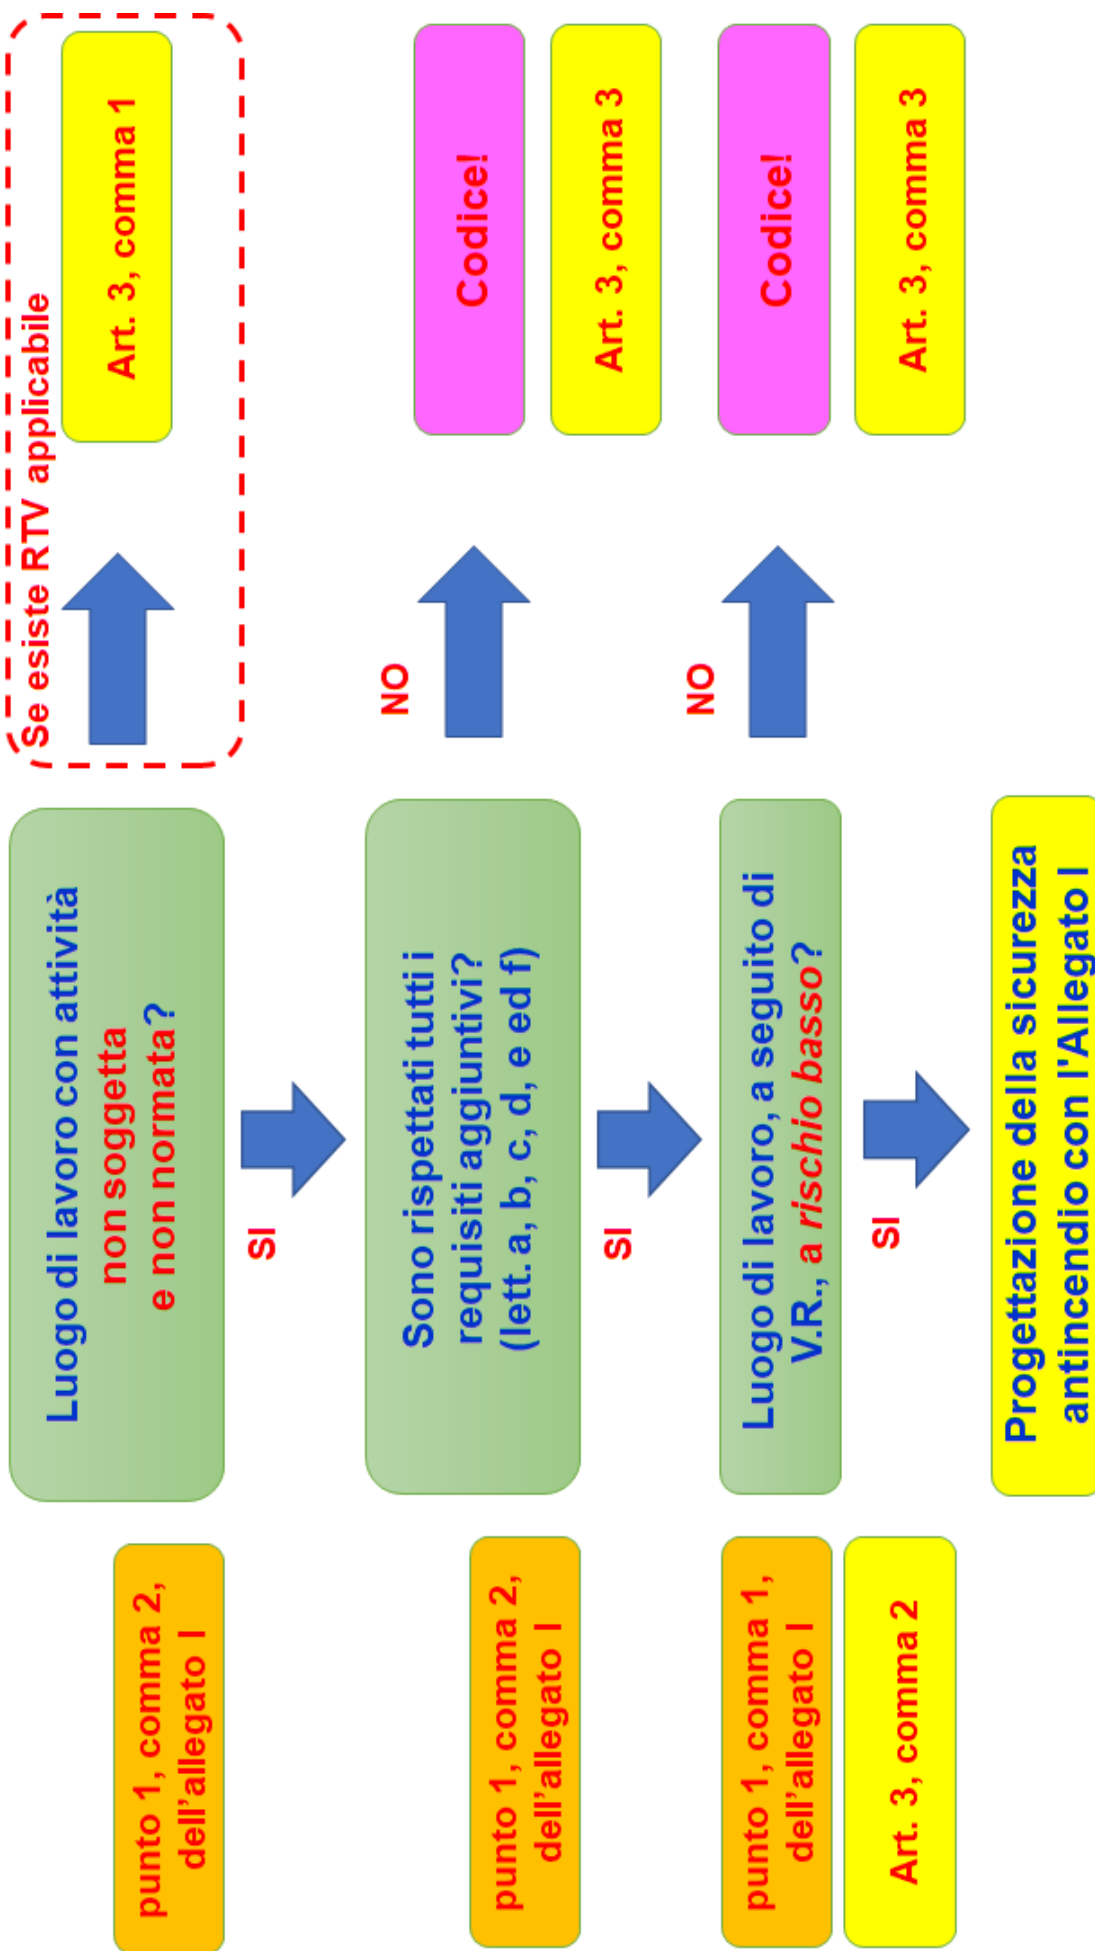 punto 1, comma 2,
dell'allegato I
Luogo di lavoro con attività
non soggetta
e non normata?
Se esiste RTV applicabile
Art. 3, comma 1
SI
punto 1, comma 2,
dell'allegato I
Sono rispettati tutti i
requisiti aggiuntivi?
(lett. a, b, c, d, e ed f)
NO
Codice!
Art. 3, comma 3
SI
punto 1, comma 1,
dell'allegato I
Art. 3, comma 2
Luogo di lavoro, a seguito di
V.R., a rischio basso?
NO
Codice!
Art. 3, comma 3
SI
Progettazione della sicurezza
antincendio con l'Allegato I